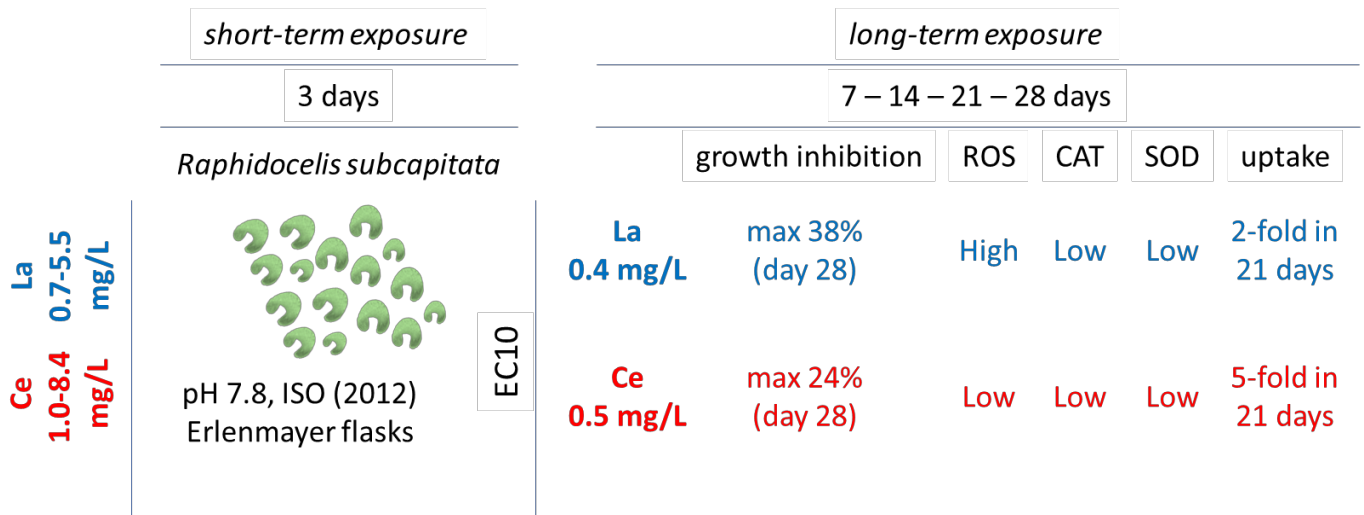 short-term exposure
long-term exposure
3 days
7 – 14 – 21 – 28 days
Raphidocelis subcapitata
growth inhibition
ROS
CAT
SOD
uptake
La
0.7-5.5
mg/L
Ce
1.0-8.4
mg/L
pH 7.8, ISO (2012)
Erlenmayer flasks
EC10
La
0.4 mg/L
max 38%
(day 28)
High
Low
Low
2-fold in
21 days
Ce
0.5 mg/L
max 24%
(day 28)
Low
Low
Low
5-fold in
21 days